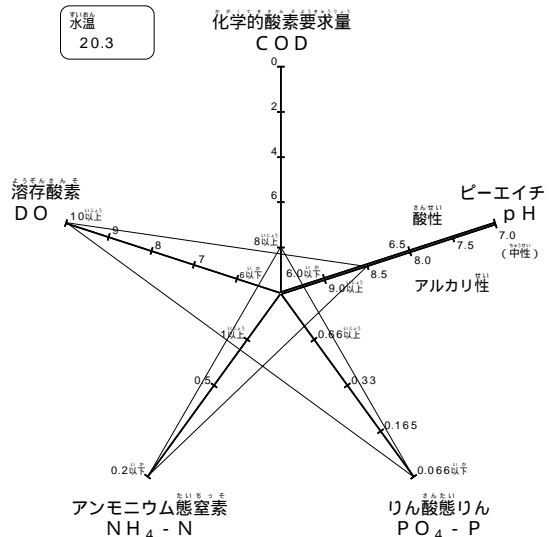 水温
20.3
化学的酸素要求量
COD
0
2
4
6
8以上
溶存酸素
DO
10以上
9
8
7
6以下
ピーエイチ
pH
7.0
(中性)
酸性
6.5
7.5
8.0
8.5
6.0以下
9.0以上
アルカリ性
1以上
0.5
0.2以下
0.66以上
0.33
0.165
0.066以下
アンモニウム態窒素
NH4 - N
りん酸態りん
PO4 - P